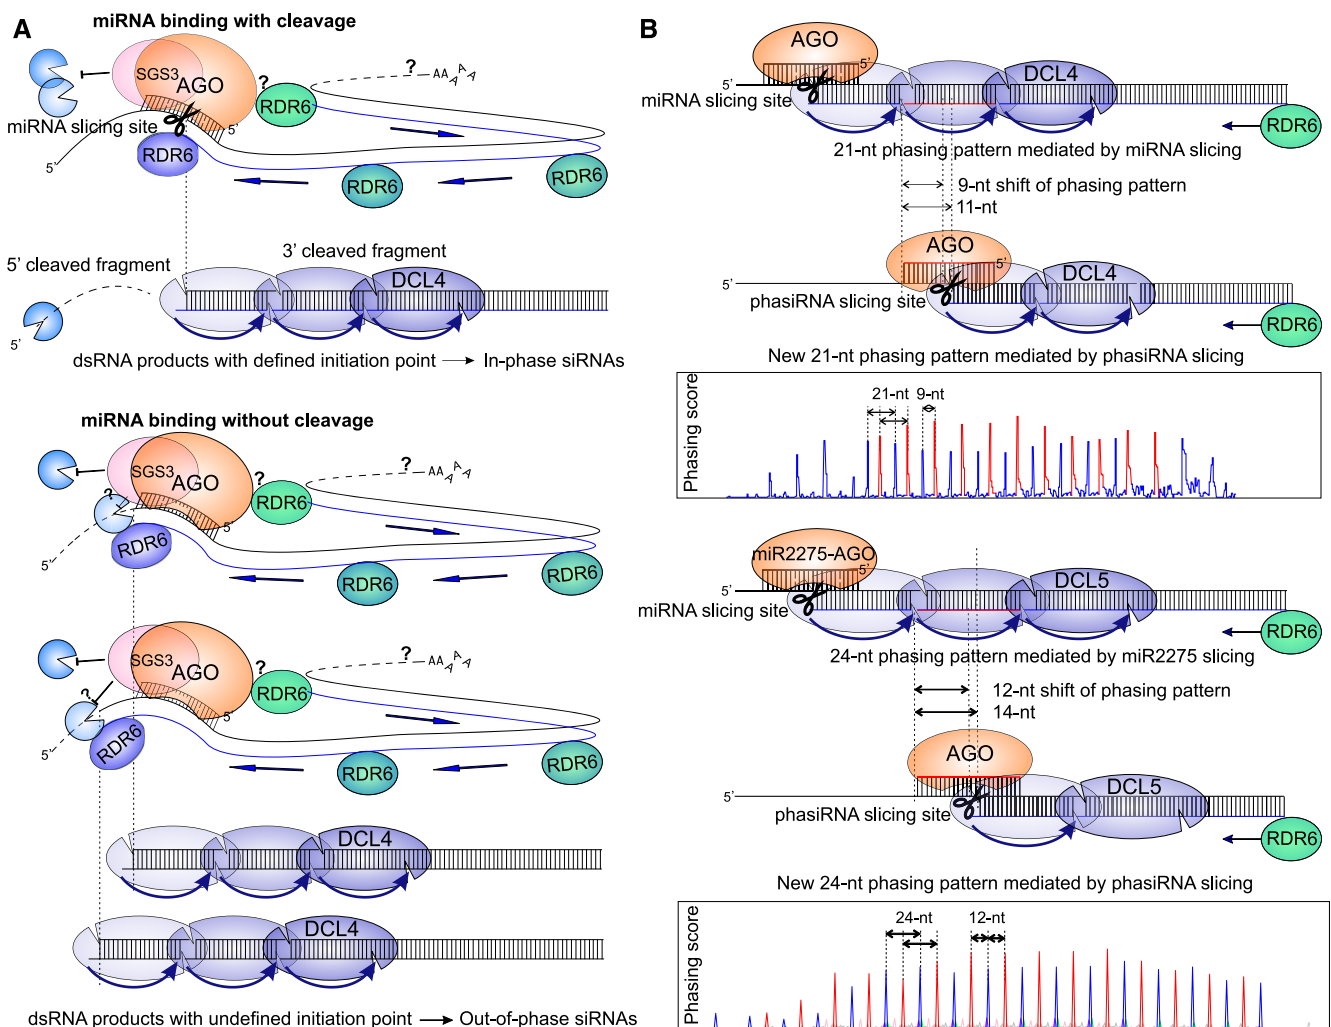 A
miRNA binding with cleavage
SGS3
AGO
?
RDR6
?
AAAAA
miRNA slicing site
5'
RDR6
5'
RDR6
RDR6
5' cleaved fragment
3' cleaved fragment
DCL4
5'
dsRNA products with defined initiation point → In-phase siRNAs
miRNA binding without cleavage
SGS3
AGO
?
RDR6
?
AAAAA
?
5'
RDR6
5'
RDR6
RDR6
SGS3
AGO
?
RDR6
?
AAAAA
?
5'
RDR6
5'
RDR6
RDR6
DCL4
DCL4
dsRNA products with undefined initiation point → Out-of-phase siRNAs
B
AGO
5'
5'
DCL4
miRNA slicing site
RDR6
21-nt phasing pattern mediated by miRNA slicing
9-nt shift of phasing pattern
11-nt
AGO
5'
5'
DCL4
phasiRNA slicing site
RDR6
New 21-nt phasing pattern mediated by phasiRNA slicing
Phasing score
21-nt
9-nt
miR2275-AGO
5'
5'
DCL5
miRNA slicing site
RDR6
24-nt phasing pattern mediated by miR2275 slicing
12-nt shift of phasing pattern
14-nt
AGO
5'
5'
DCL5
phasiRNA slicing site
RDR6
New 24-nt phasing pattern mediated by phasiRNA slicing
Phasing score
24-nt
12-nt